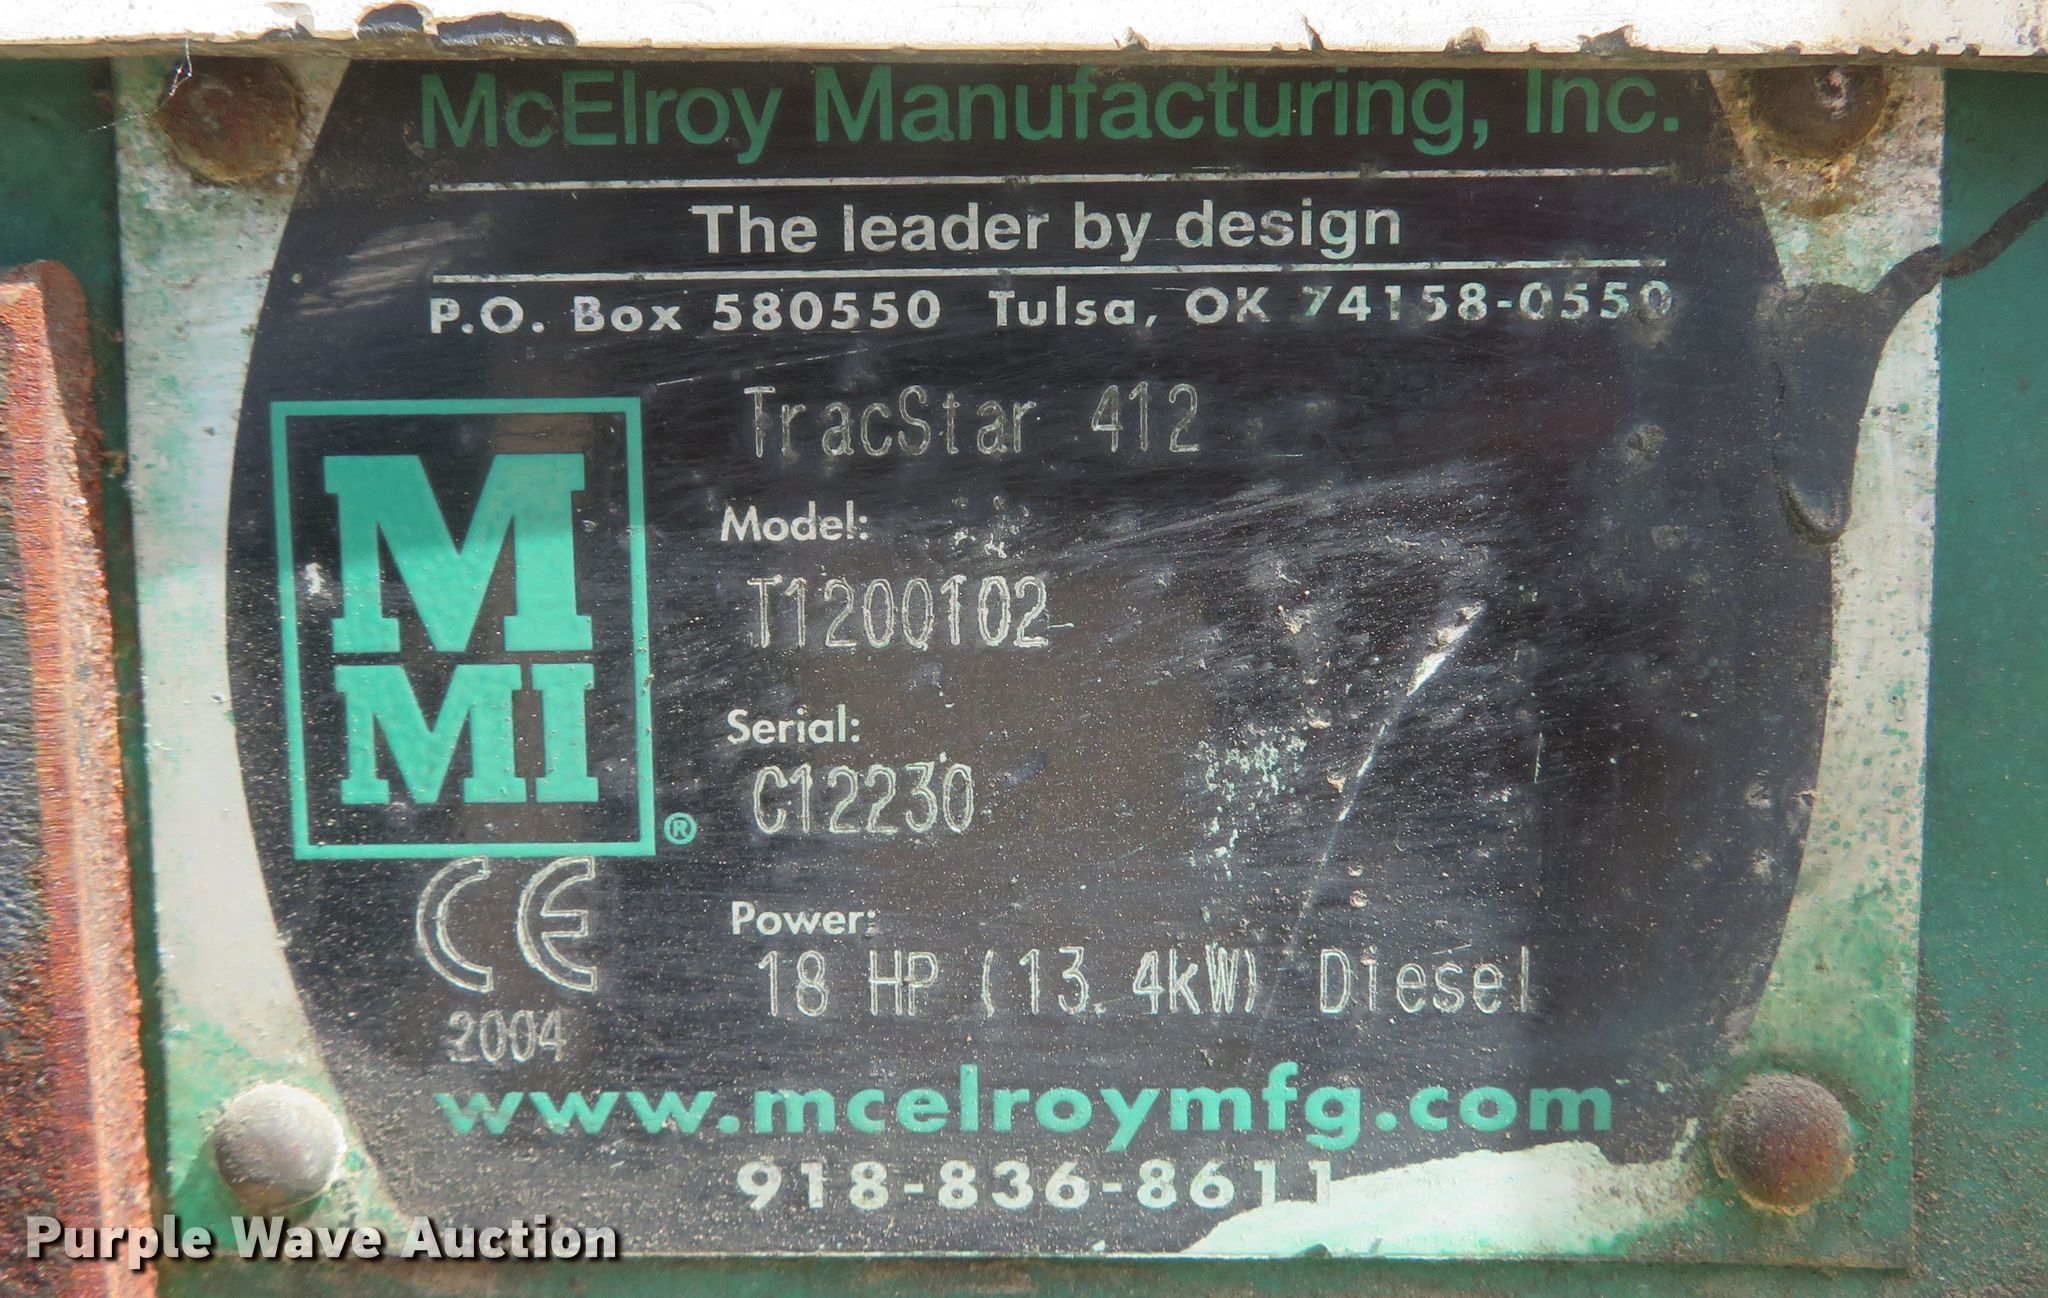 McElroy Manufacturing, Inc.
The leader by design
P.O. Box 580550 Tulsa, OK 74158-0550
TracStar 412
Model:
T1200102
Serial:
C12230
Power:
18 HP (13.4kW) Diesel
M
MI
®
CE
2004
www.mcelroymfg.com
918-836-8611
Purple Wave Auction